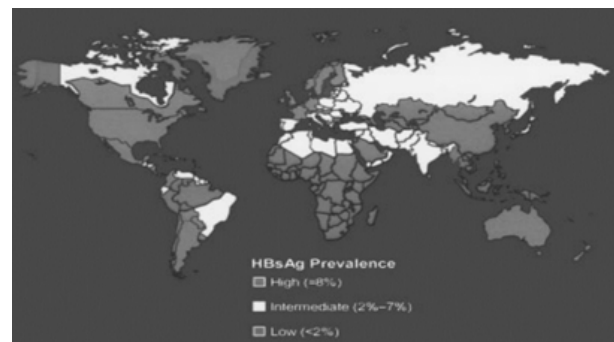 HBsAg Prevalence
High (≥8%)
Intermediate (2%–7%)
Low (<2%)